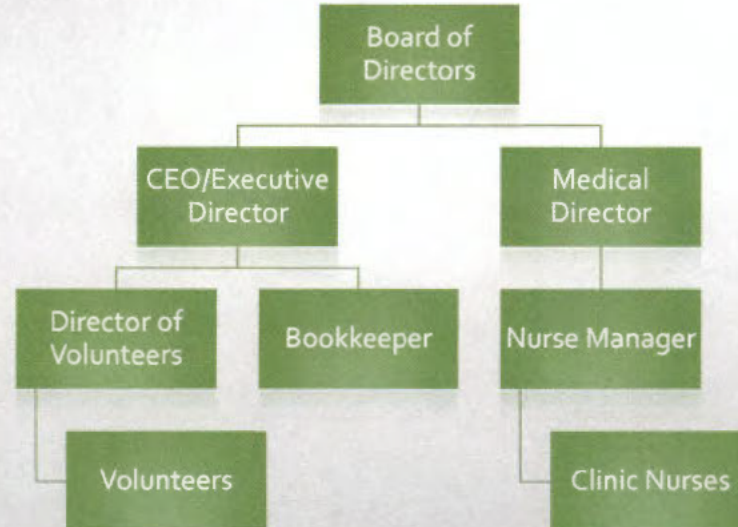 Board of
Directors
CEO/Executive
Director
Medical
Director
Director of
Volunteers
Bookkeeper
Nurse Manager
Volunteers
Clinic Nurses